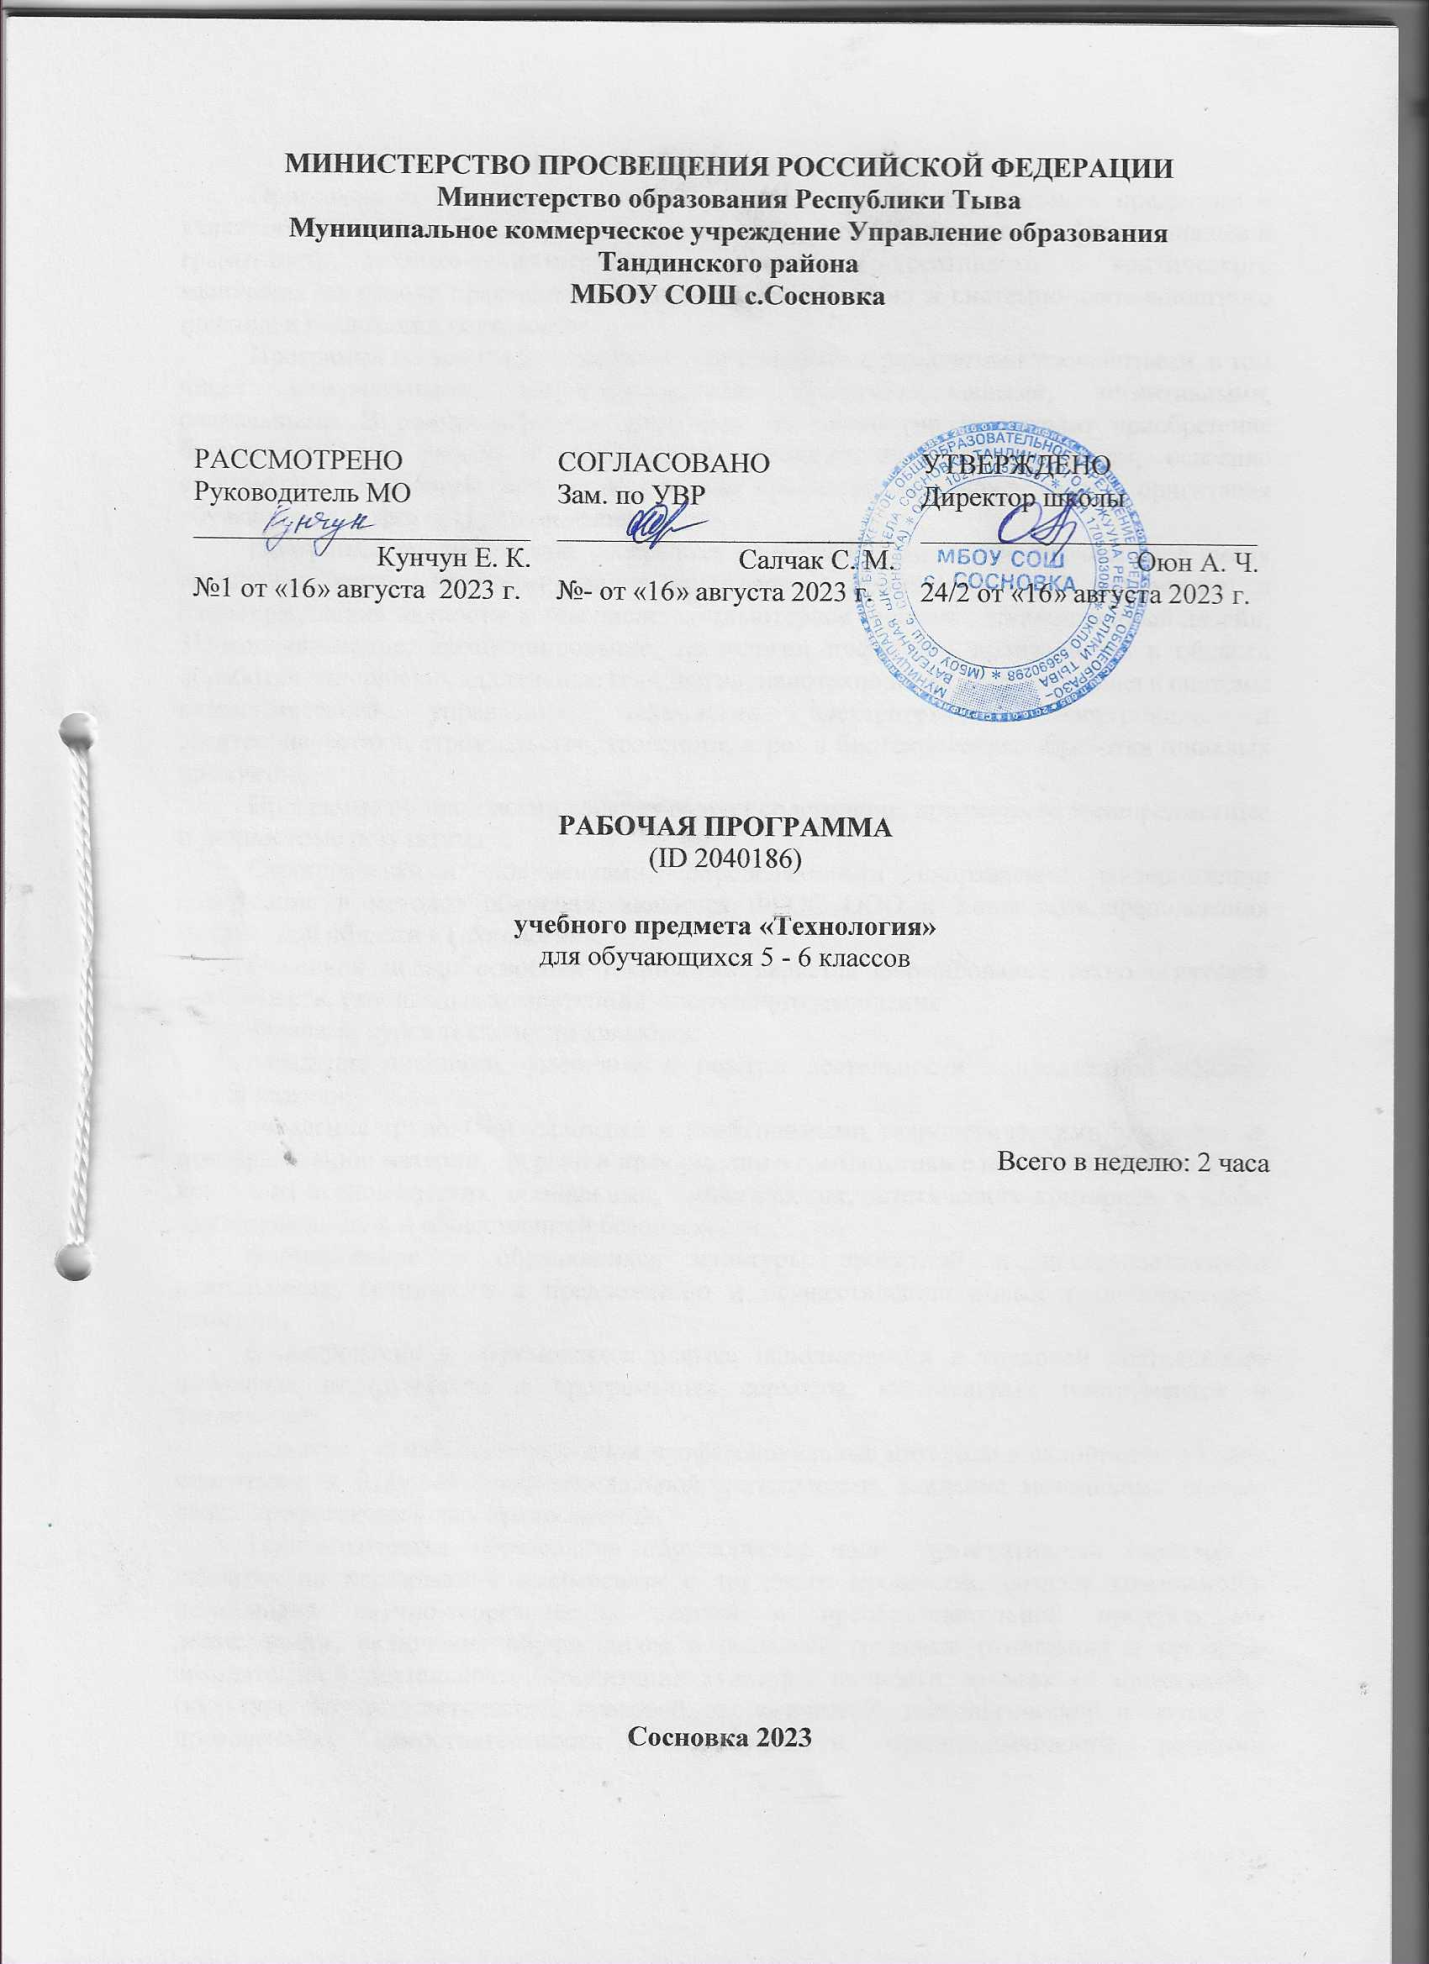 МИНИСТЕРСТВО ПРОСВЕЩЕНИЯ РОССИЙСКОЙ ФЕДЕРАЦИИ
Министерство образования Республики Тыва
Муниципальное коммерческое учреждение Управление образования
Тандинского района
МБОУ СОШ с.Сосновка
РАССМОТРЕНО
Руководитель МО
Кунчун
Кунчун Е. К.
№1 от «16» августа 2023 г.
СОГЛАСОВАНО
Зам. по УВР
Салчак С. М.
№- от «16» августа 2023 г.
УТВЕРЖДЕНО
Директор школы
Оюн А. Ч.
24/2 от «16» августа 2023 г.
МБОУ СОШ
с. СОСНОВКА
РАБОЧАЯ ПРОГРАММА
(ID 2040186)
учебного предмета «Технология»
для обучающихся 5 - 6 классов
Всего в неделю: 2 часа
Сосновка 2023